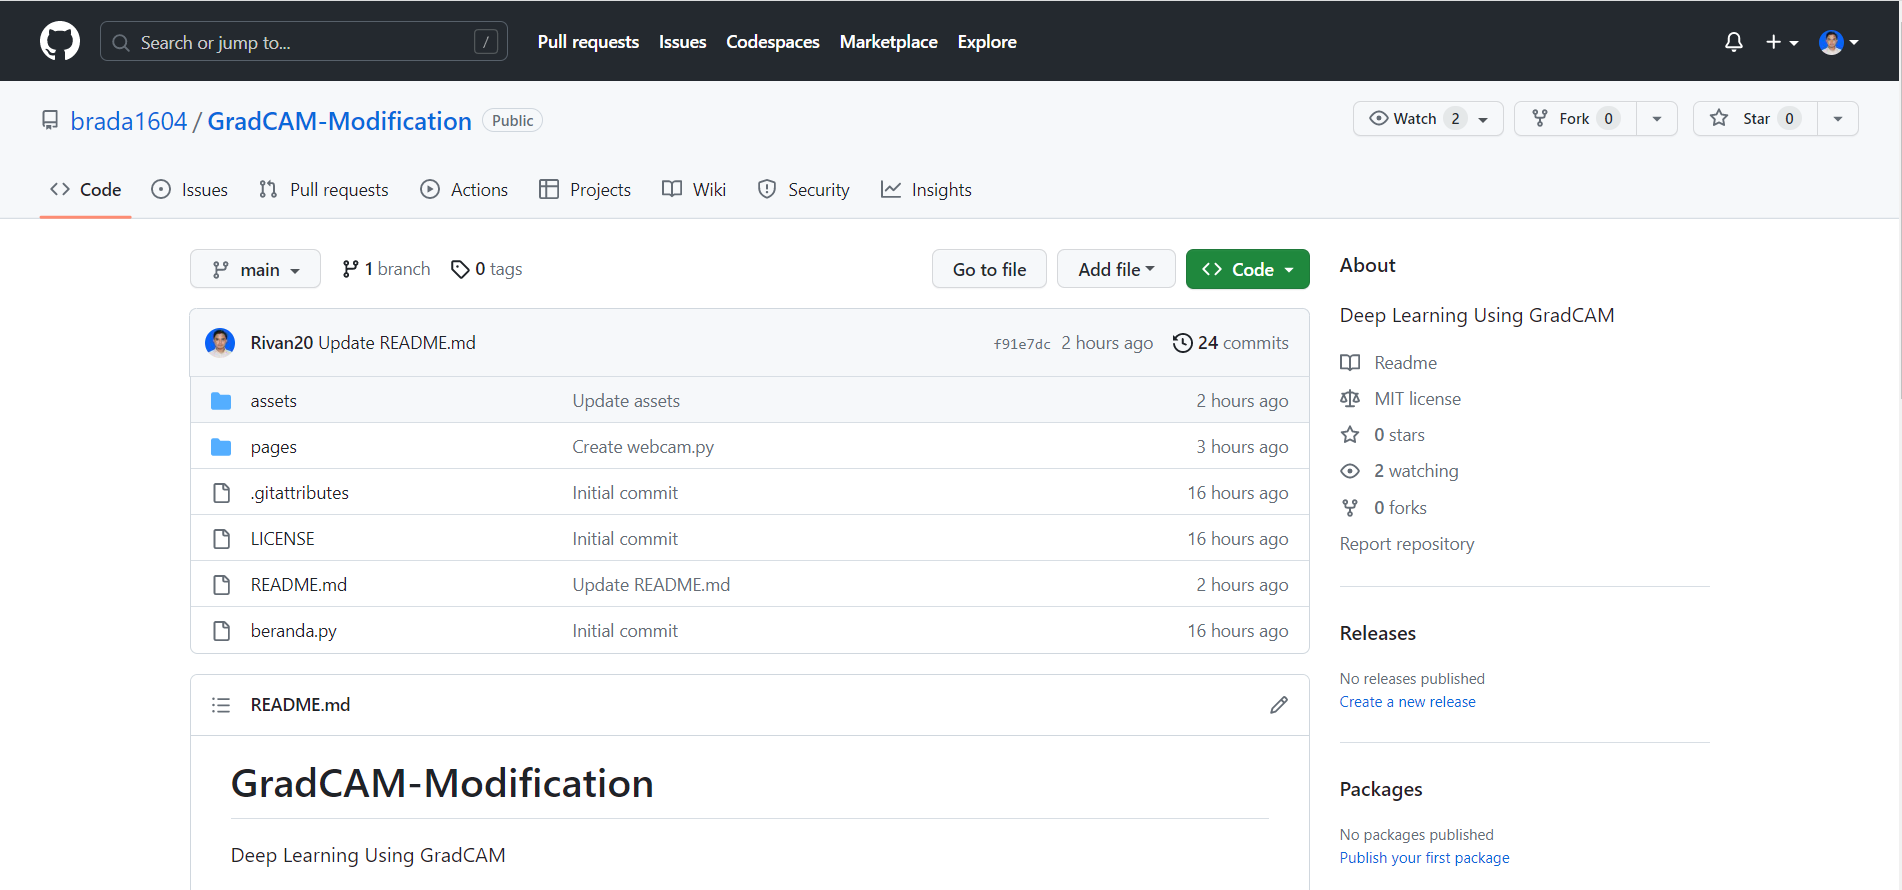 Search or jump to... / Pull requests Issues Codespaces Marketplace Explore
brada1604 / GradCAM-Modification Public Watch 2 Fork 0 Star 0
Code Issues Pull requests Actions Projects Wiki Security Insights
main 1 branch 0 tags Go to file Add file Code
Rivan20 Update README.md f91e7dc 2 hours ago 24 commits
assets Update assets 2 hours ago
pages Create webcam.py 3 hours ago
.gitattributes Initial commit 16 hours ago
LICENSE Initial commit 16 hours ago
README.md Update README.md 2 hours ago
beranda.py Initial commit 16 hours ago
README.md
GradCAM-Modification
Deep Learning Using GradCAM
About
Deep Learning Using GradCAM
Readme
MIT license
0 stars
2 watching
0 forks
Report repository
Releases
No releases published
Create a new release
Packages
No packages published
Publish your first package